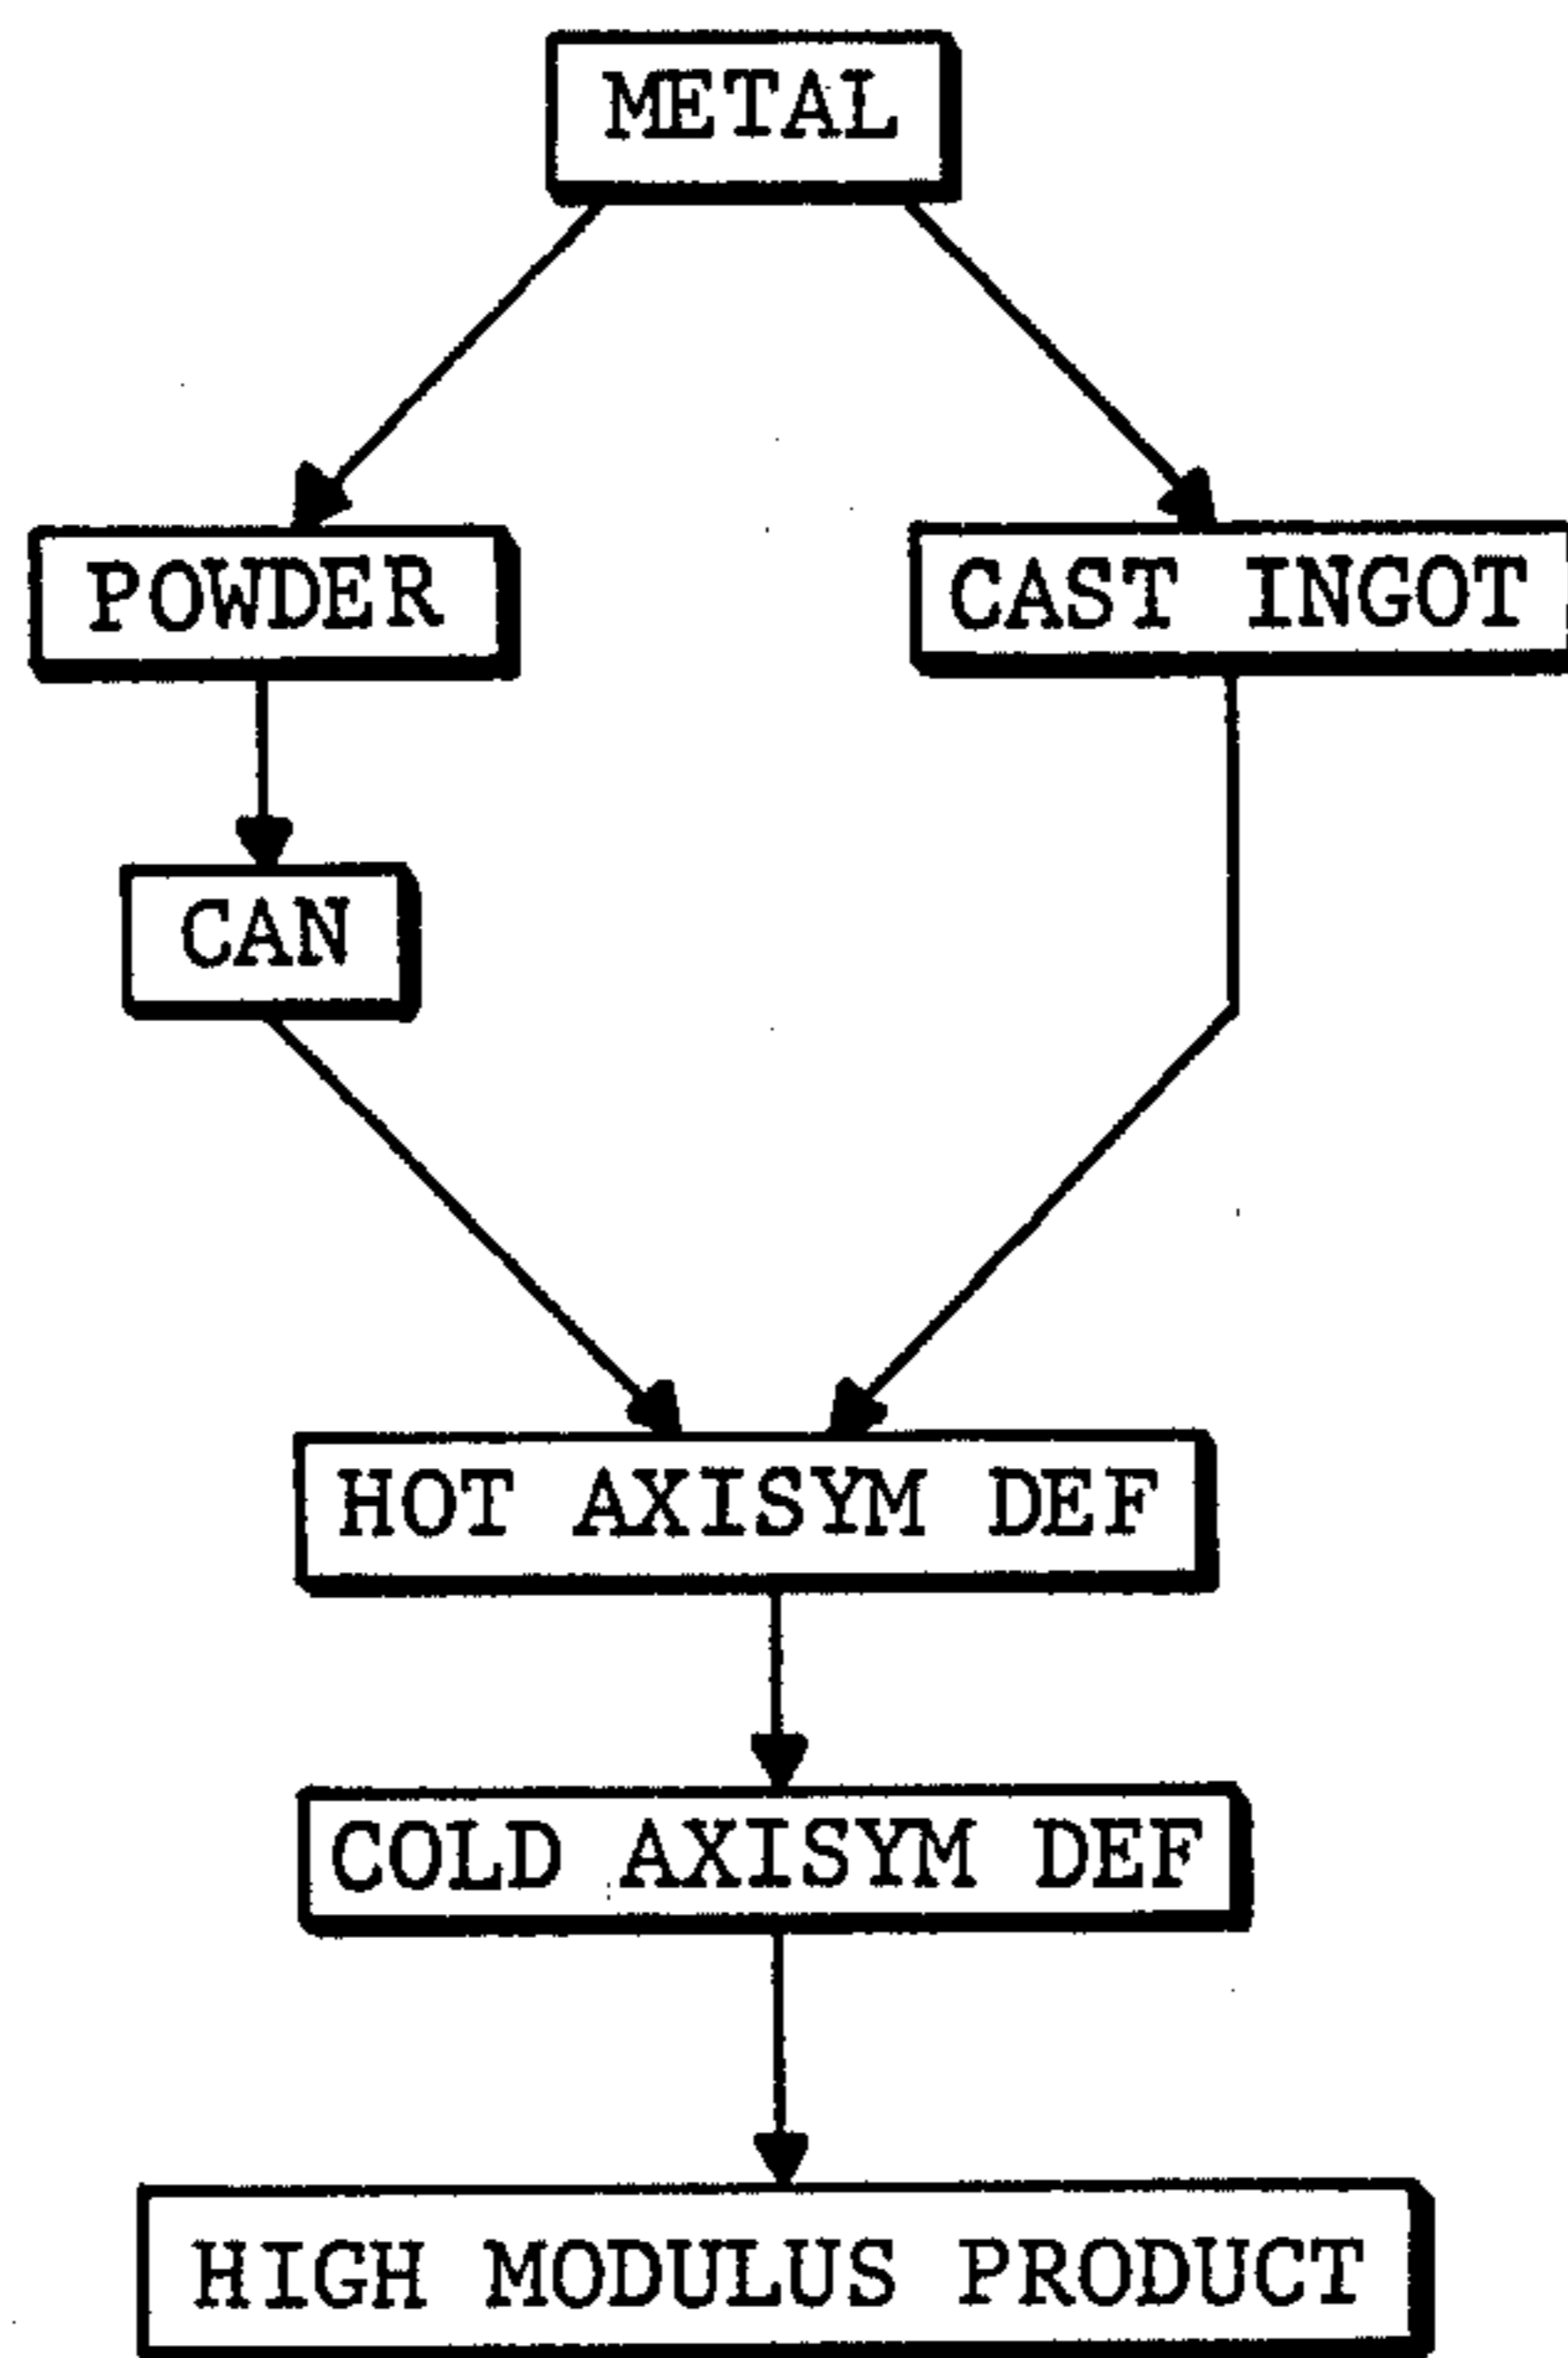 METAL
POWDER
CAST INGOT
CAN
HOT AXISYM DEF
COLD AXISYM DEF
HIGH MODULUS PRODUCT